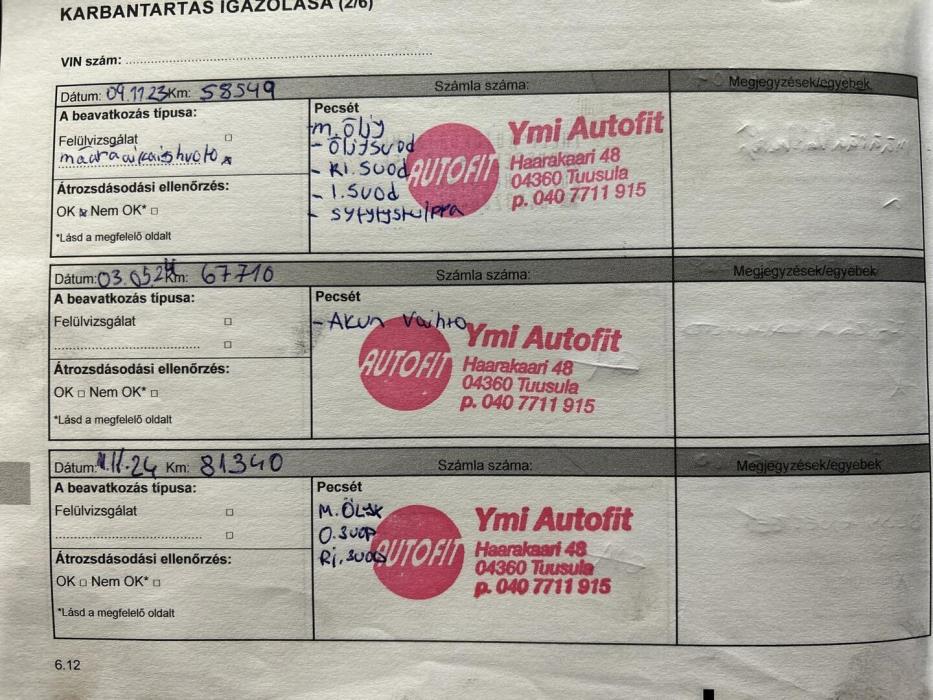 KARBANTARTÁS IGAZOLÁSA (2/6)
VIN szám:
Dátum: 09.11.23 Km: 58549 Számla száma: Megjegyzések/egyebek
A beavatkozás típusa: Pecsét
Felülvizsgálat
määräaikaishuolto x
Átrozsdásodási ellenőrzés:
OK x Nem OK*
*Lásd a megfelelő oldalt
m. öljy
- öljysuod
- Ri. suod
- I. suod
- sytytystulppa
AUTOFIT
Ymi Autofit
Haarakaari 48
04360 Tuusula
p. 040 7711 915
Dátum: 03.05.24 Km: 67710 Számla száma: Megjegyzések/egyebek
A beavatkozás típusa: Pecsét
Felülvizsgálat
Átrozsdásodási ellenőrzés:
OK Nem OK*
*Lásd a megfelelő oldalt
- Akun vaihto
AUTOFIT
Ymi Autofit
Haarakaari 48
04360 Tuusula
p. 040 7711 915
Dátum: 11.24 Km: 81340 Számla száma: Megjegyzések/egyebek
A beavatkozás típusa: Pecsét
Felülvizsgálat
Átrozsdásodási ellenőrzés:
OK Nem OK*
*Lásd a megfelelő oldalt
M. ÖLJY
Ö. SUOD
Ri. SUOD
AUTOFIT
Ymi Autofit
Haarakaari 48
04360 Tuusula
p. 040 7711 915
6.12